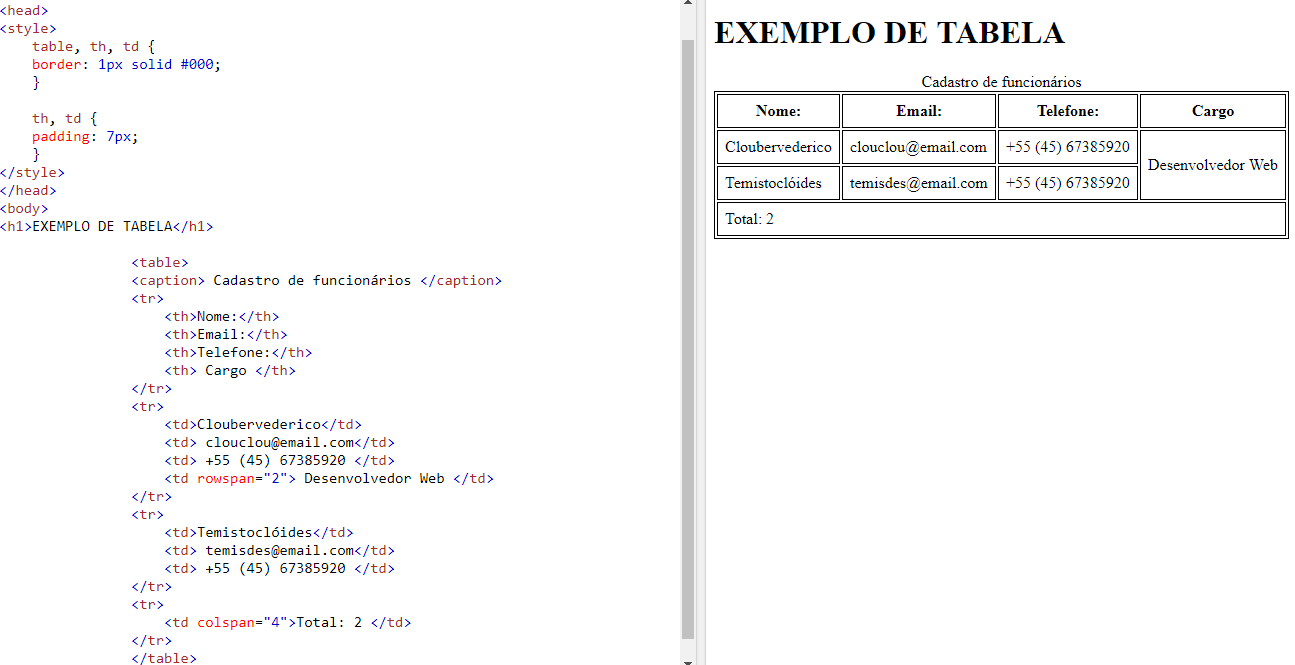 <head>
<style>
table, th, td {
border: 1px solid #000;
}
th, td {
padding: 7px;
}
</style>
</head>
<body>
<h1>EXEMPLO DE TABELA</h1>
<table>
<caption> Cadastro de funcionários </caption>
<tr>
<th>Nome:</th>
<th>Email:</th>
<th>Telefone:</th>
<th> Cargo </th>
</tr>
<tr>
<td>Cloubervederico</td>
<td> clouclou@email.com</td>
<td> +55 (45) 67385920 </td>
<td rowspan="2"> Desenvolvedor Web </td>
</tr>
<tr>
<td>Temistoclóides</td>
<td> temisdes@email.com</td>
<td> +55 (45) 67385920 </td>
</tr>
<tr>
<td colspan="4">Total: 2 </td>
</tr>
</table>
EXEMPLO DE TABELA
Cadastro de funcionários
Nome: Email: Telefone: Cargo
Cloubervederico clouclou@email.com +55 (45) 67385920
Desenvolvedor Web
Temistoclóides temisdes@email.com +55 (45) 67385920
Total: 2